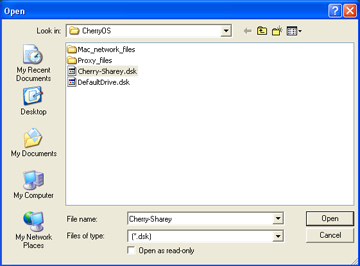 Open
Look in:
CherryOS
My Recent
Documents
Desktop
My Documents
My Computer
My Network
Places
Mac_network_files
Proxy_files
Cherry-Sharey.dsk
DefaultDrive.dsk
File name:
Cherry-Sharey
Open
Files of type:
(*.dsk)
Cancel
Open as read-only